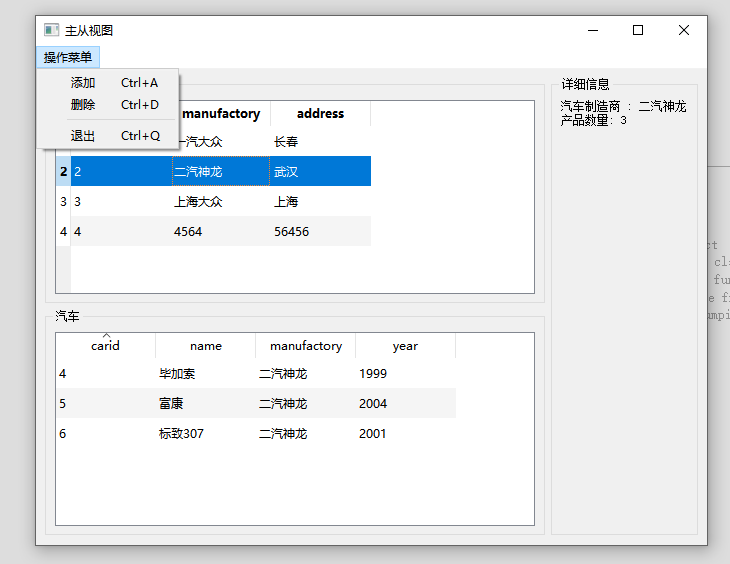 主从视图
操作菜单
添加 Ctrl+A
删除 Ctrl+D
退出 Ctrl+Q
manufactory address
一汽大众 长春
2 2 二汽神龙 武汉
3 3 上海大众 上海
4 4 4564 56456
汽车
carid name manufactory year
4 毕加索 二汽神龙 1999
5 富康 二汽神龙 2004
6 标致307 二汽神龙 2001
详细信息
汽车制造商 : 二汽神龙
产品数量: 3